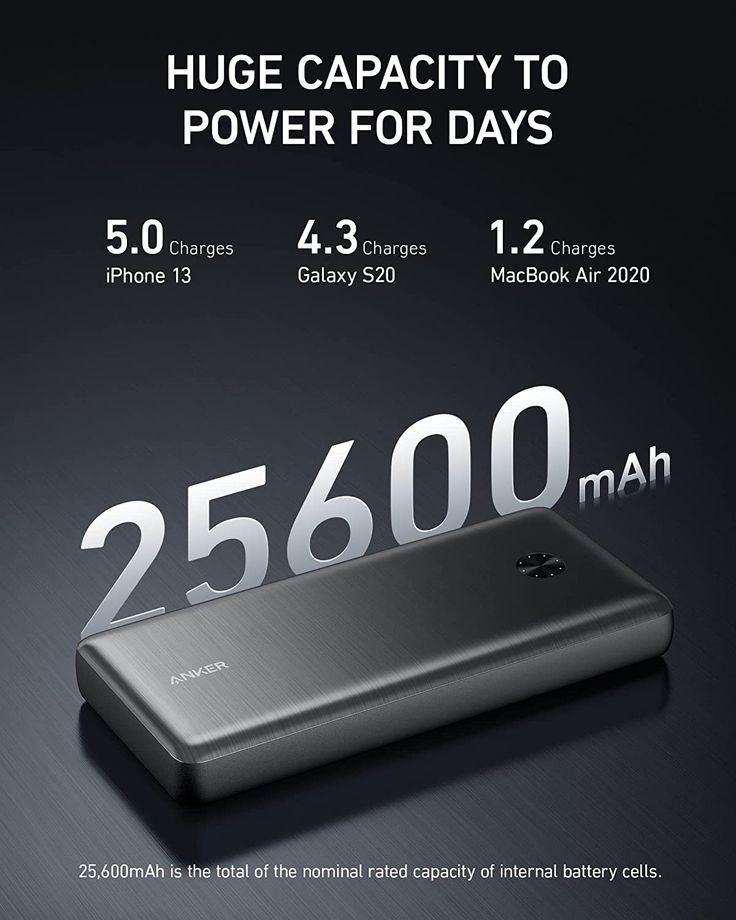 HUGE CAPACITY TO
POWER FOR DAYS
5.0 Charges
iPhone 13
4.3 Charges
Galaxy S20
1.2 Charges
MacBook Air 2020
25600mAh
ANKER
25,600mAh is the total of the nominal rated capacity of internal battery cells.